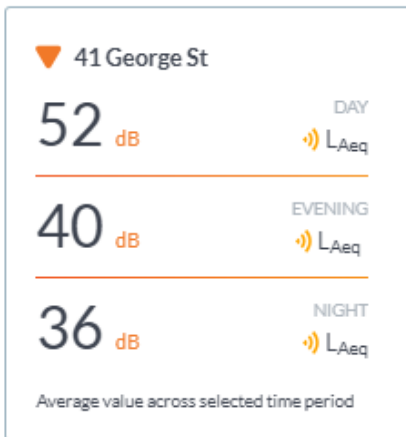 41 George St
52 dB
DAY
LAeq
40 dB
EVENING
LAeq
36 dB
NIGHT
LAeq
Average value across selected time period